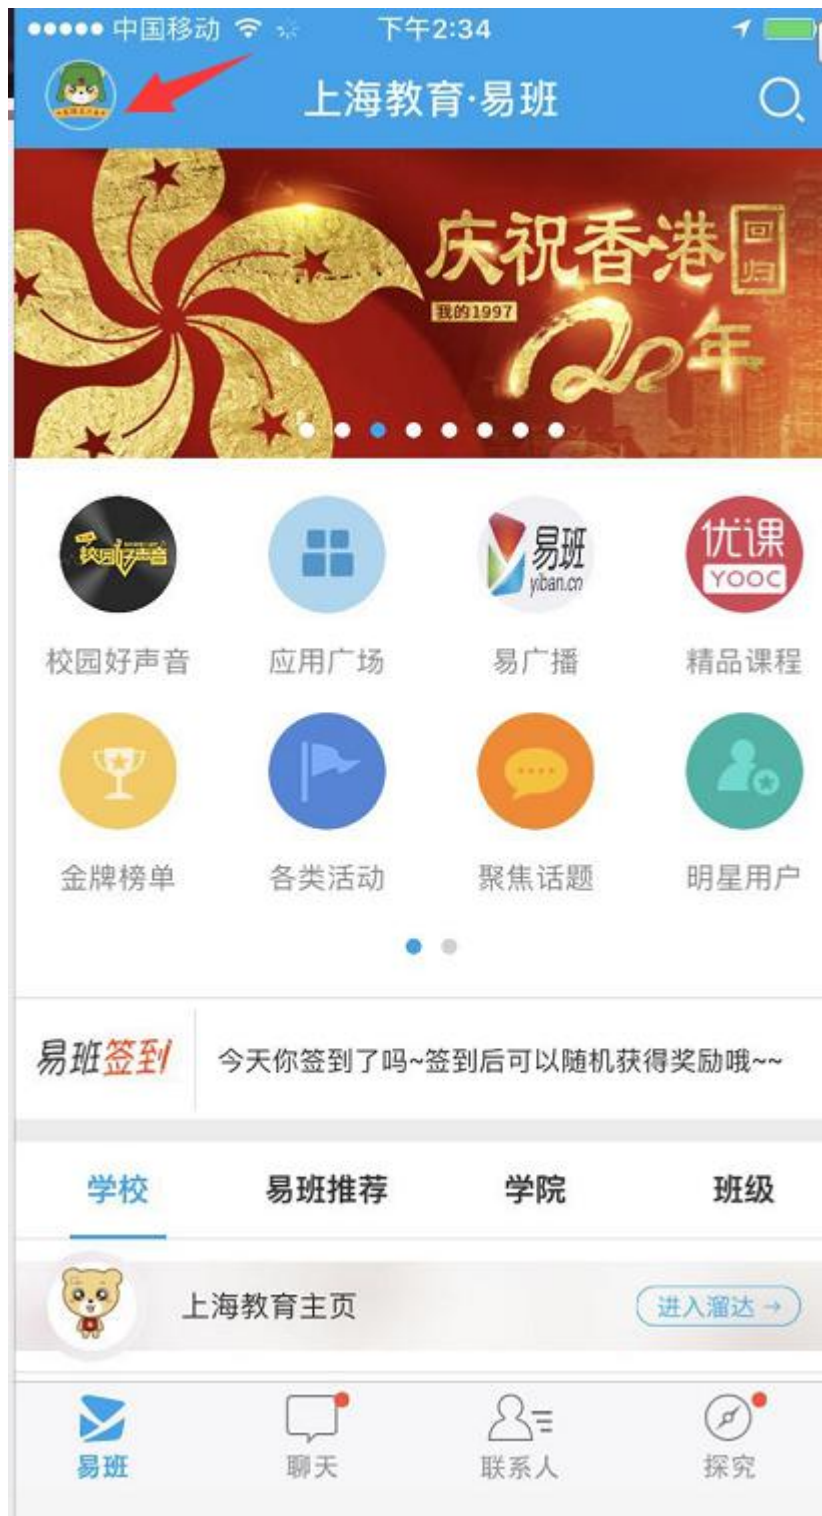 中国移动 下午2:34
上海教育·易班
庆祝香港回归
我的1997
20年
校园好声音
易班
yiban.cn
优课
YOOC
校园好声音 应用广场 易广播 精品课程
金牌榜单 各类活动 聚焦话题 明星用户
易班签到 今天你签到了吗~签到后可以随机获得奖励哦~~
学校 易班推荐 学院 班级
上海教育主页 进入溜达→
易班 聊天 联系人 探究